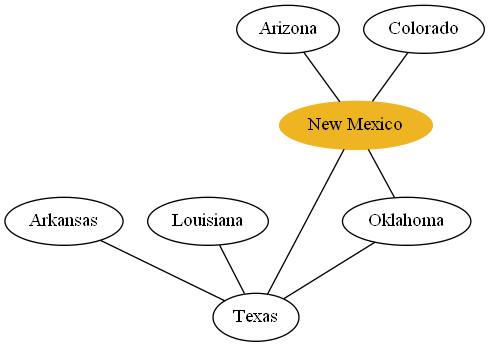 Arizona
Colorado
New Mexico
Arkansas
Louisiana
Oklahoma
Texas